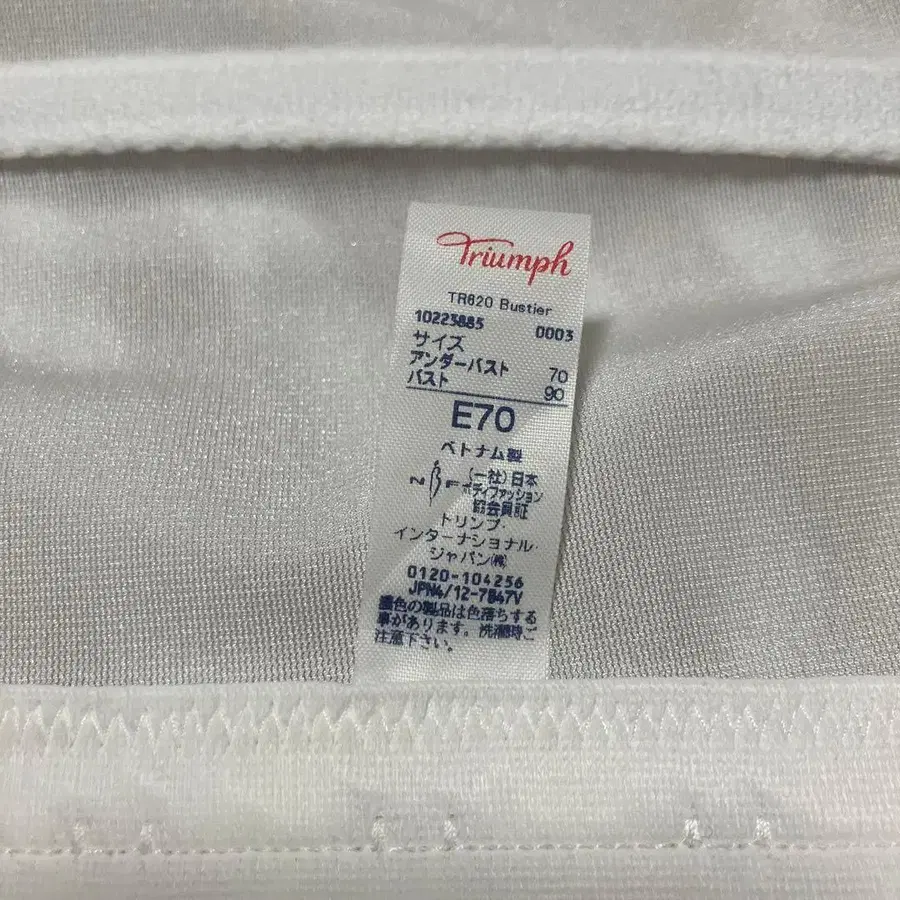 Triumph
TR620 Bustier
10223885 0003
サイズ
アンダーバスト 70
バスト 90
E70
ベトナム製
NBF (一社)日本
ボディファッション
協会員証
トリンプ・
インターナショナル・
ジャパン(株)
0120-104256
JPN4/12-7B47V
濃色の製品は色落ちする
事があります。洗濯時ご
注意下さい。